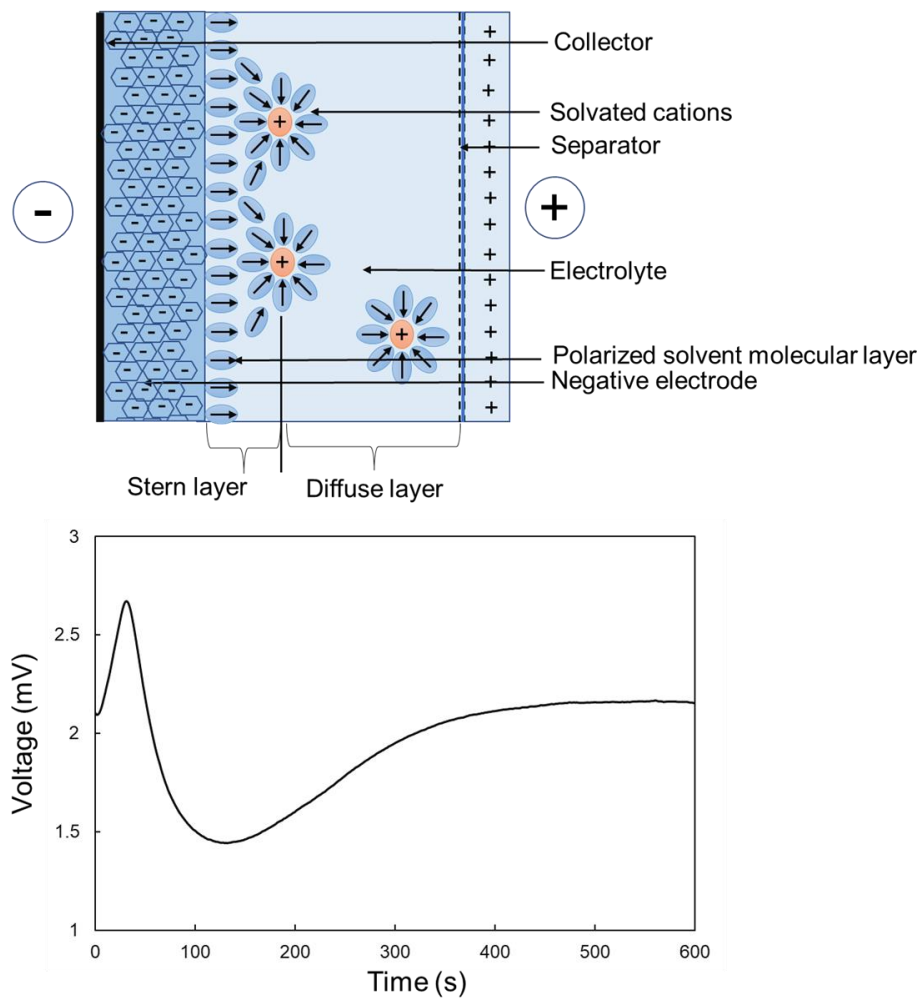 Collector
Solvated cations
Separator
-
+
Electrolyte
Polarized solvent molecular layer
Negative electrode
Stern layer
Diffuse layer
3
2.5
2
1.5
1
Voltage (mV)
0
100
200
300
400
500
600
Time (s)